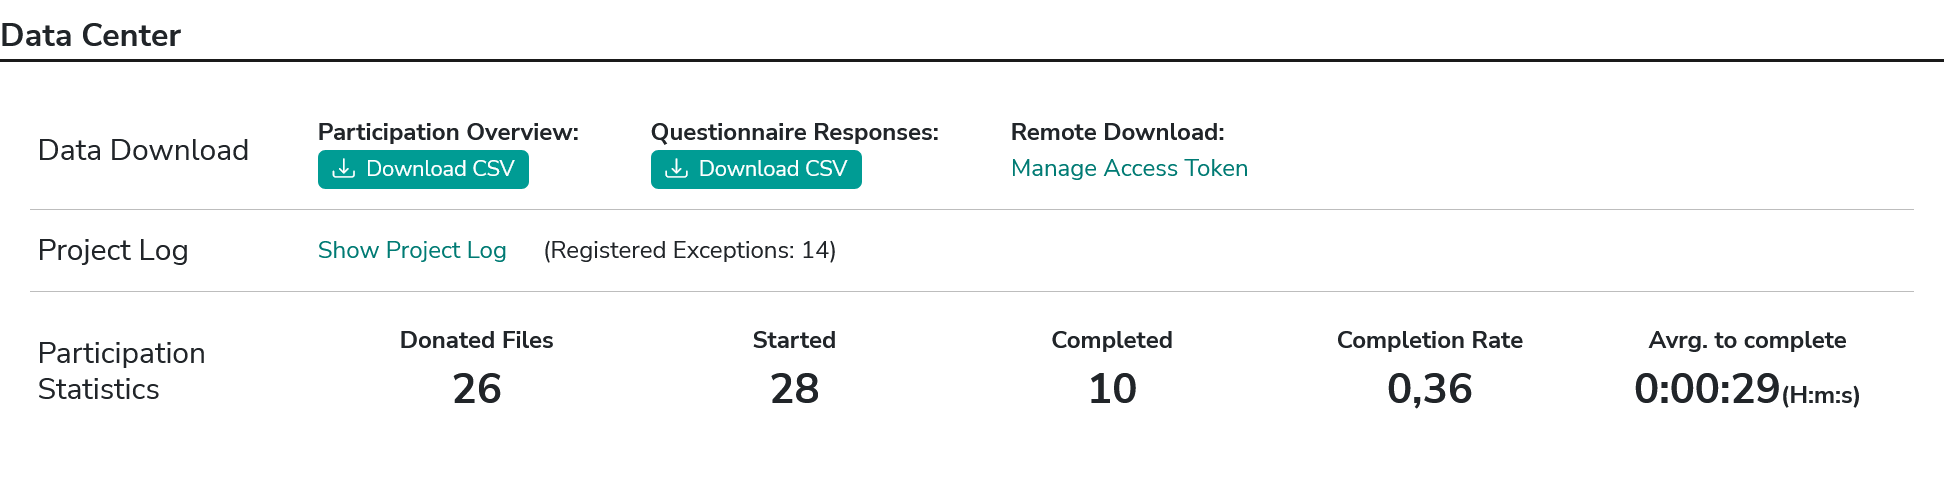 Data Center
Data Download
Participation Overview:
Download CSV
Questionnaire Responses:
Download CSV
Remote Download:
Manage Access Token
Project Log
Show Project Log
(Registered Exceptions: 14)
Participation
Statistics
Donated Files
26
Started
28
Completed
10
Completion Rate
0,36
Avrg. to complete
0:00:29(H:m:s)